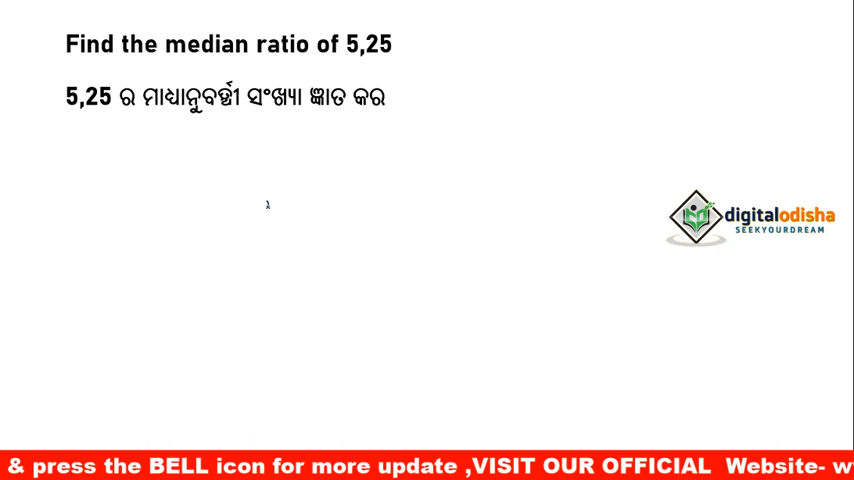 Find the median ratio of 5,25
5,25 ର ମାଧ୍ୟାନୁବର୍ତ୍ତୀ ସଂଖ୍ୟା ଜ୍ଞାତ କର
digitalodisha
SEEKYOURDREAM
& press the BELL icon for more update ,VISIT OUR OFFICIAL Website- w